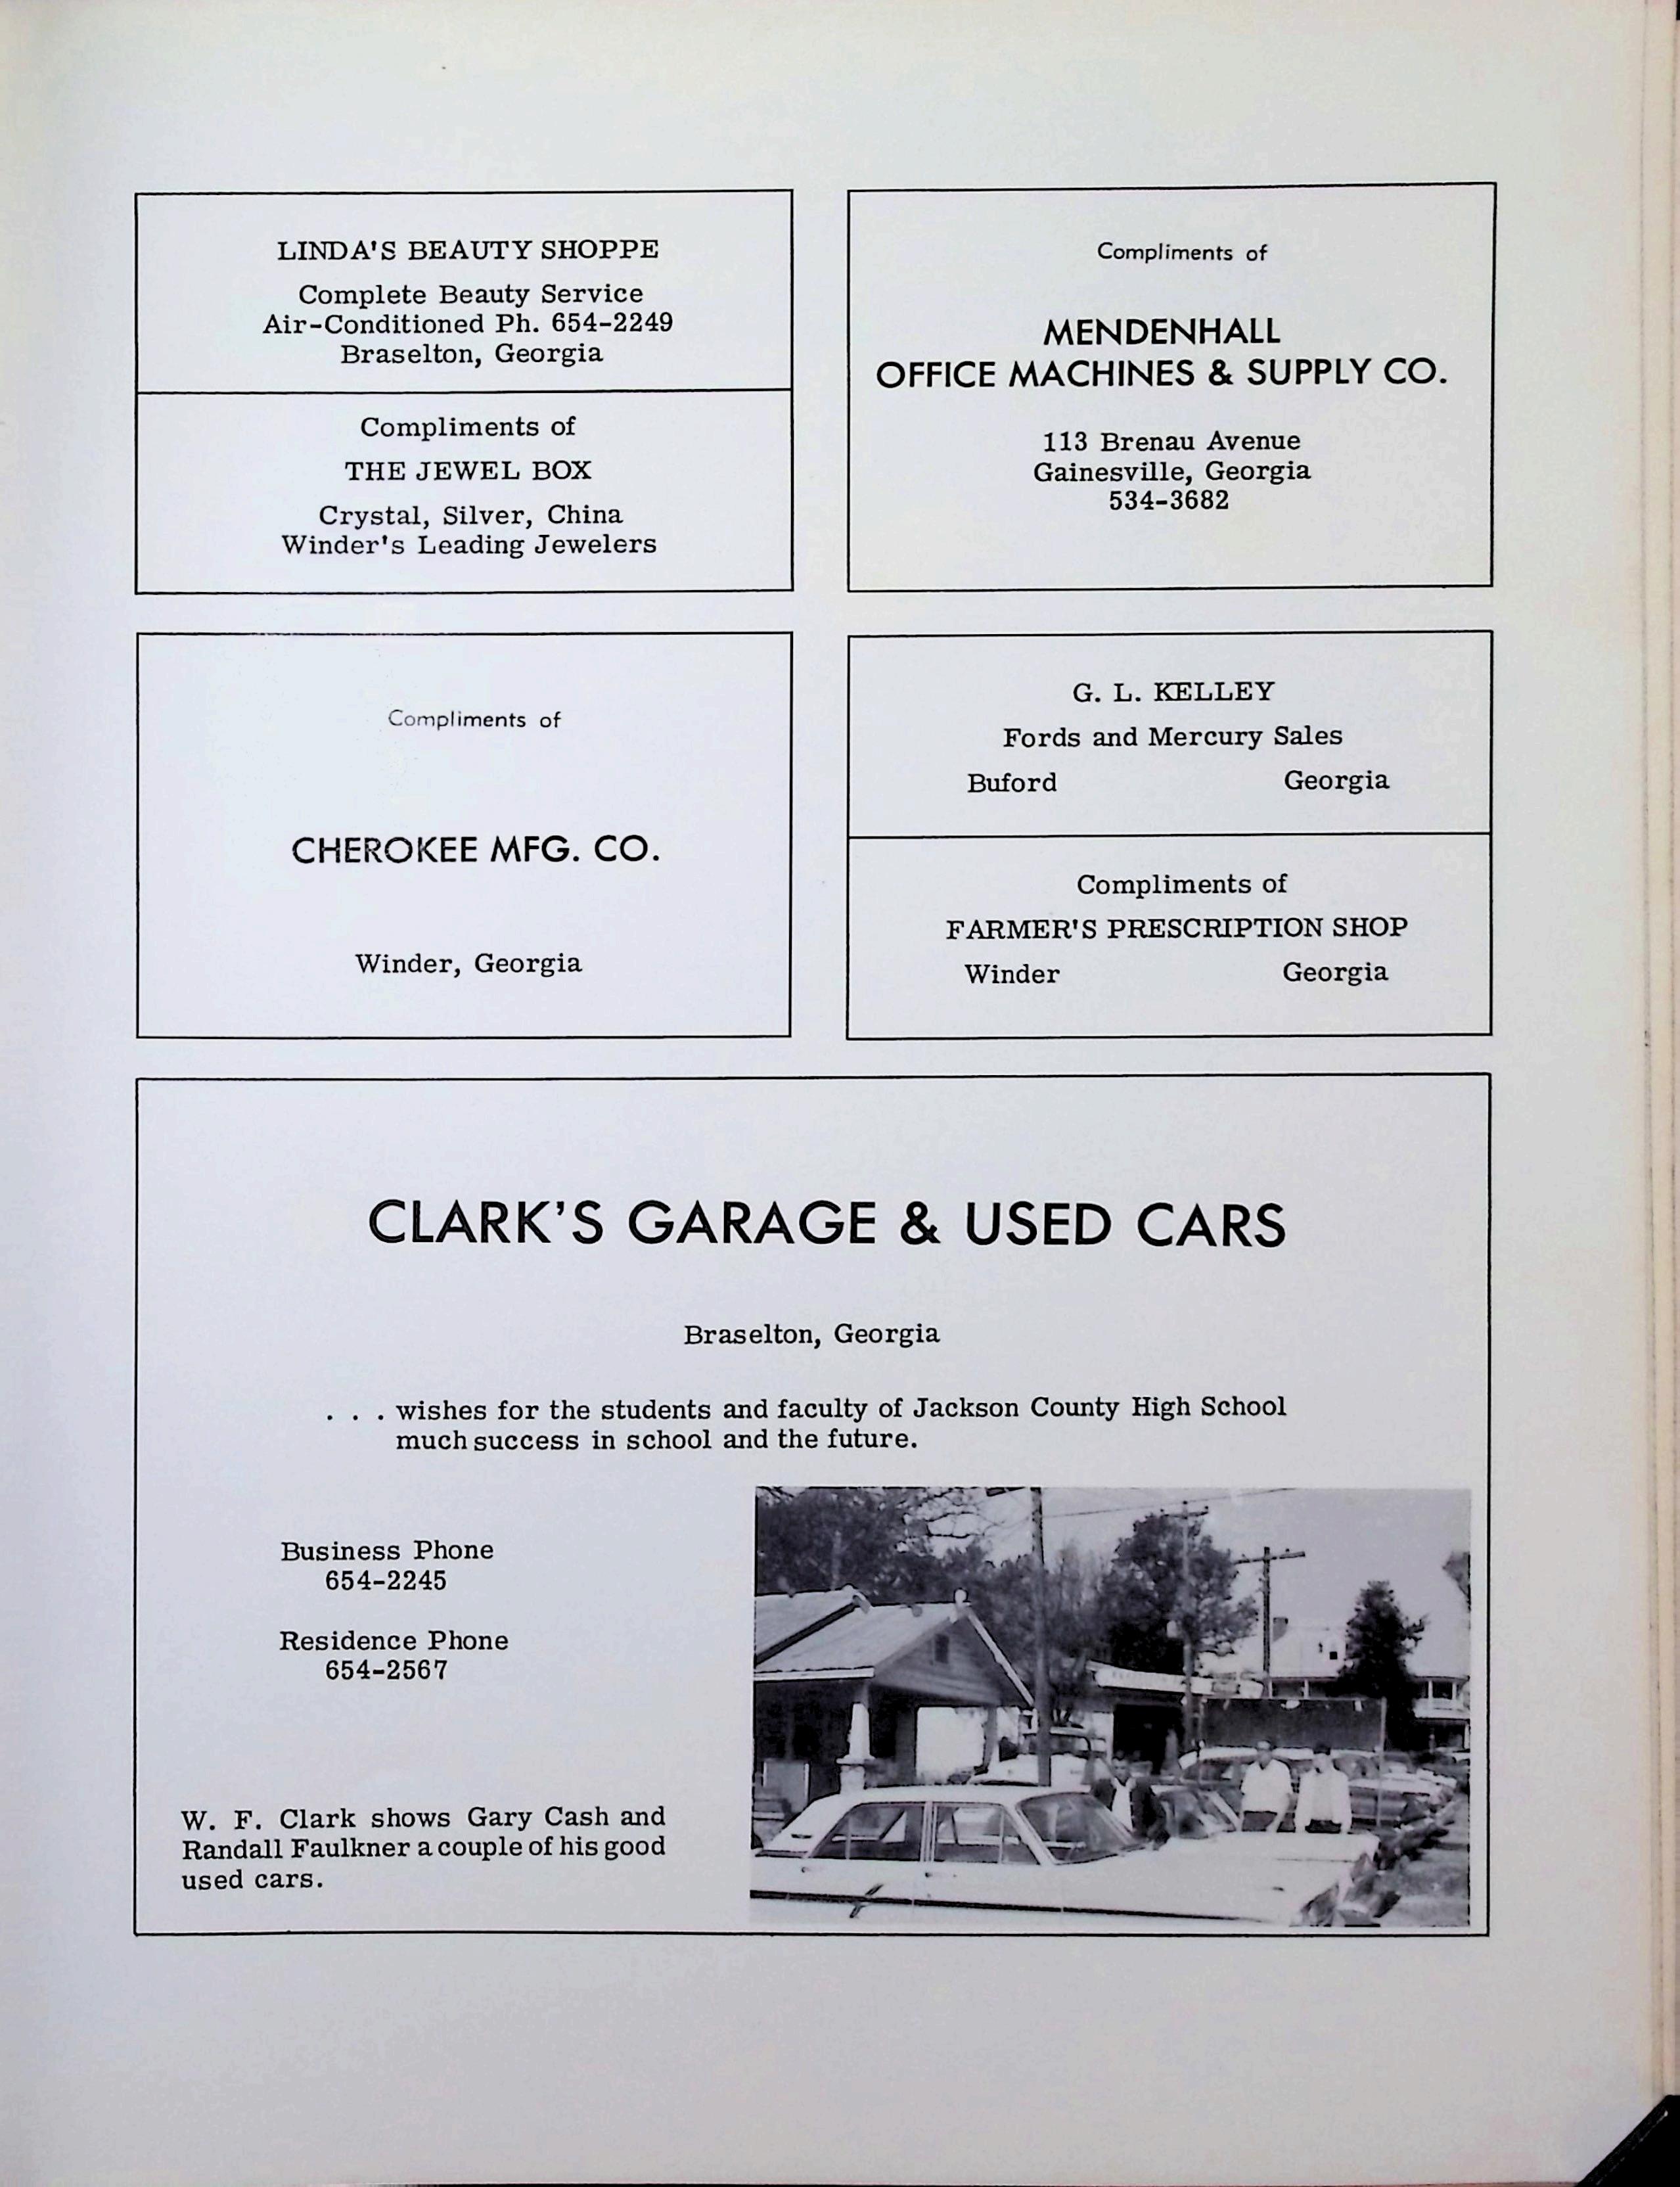 LINDA'S BEAUTY SHOPPE
Complete Beauty Service
Air-Conditioned Ph. 654-2249
Braselton, Georgia
Compliments of
THE JEWEL BOX
Crystal, Silver, China
Winder's Leading Jewelers
Compliments of
MENDENHALL
OFFICE MACHINES & SUPPLY CO.
113 Brenau Avenue
Gainesville, Georgia
534-3682
Compliments of
CHEROKEE MFG. CO.
Winder, Georgia
G. L. KELLEY
Fords and Mercury Sales
Buford Georgia
Compliments of
FARMER'S PRESCRIPTION SHOP
Winder Georgia
CLARK'S GARAGE & USED CARS
Braselton, Georgia
. . . wishes for the students and faculty of Jackson County High School
much success in school and the future.
Business Phone
654-2245
Residence Phone
654-2567
W. F. Clark shows Gary Cash and
Randall Faulkner a couple of his good
used cars.